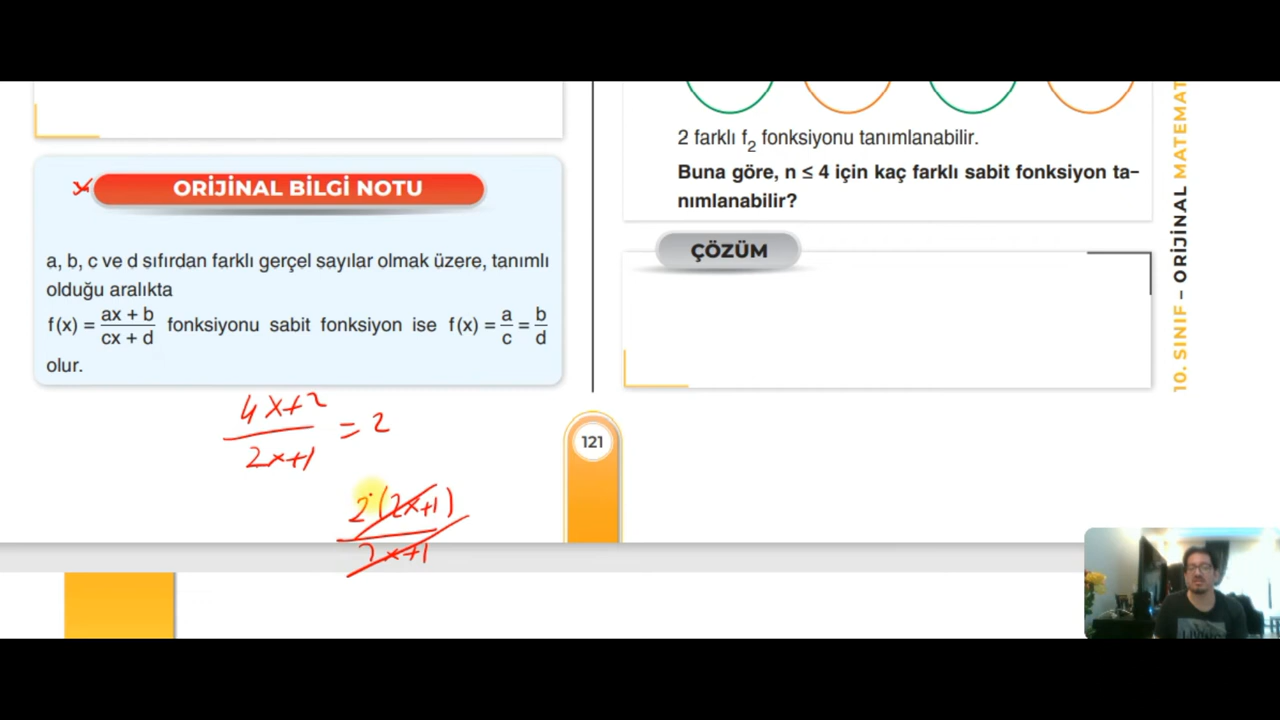 ORİJİNAL BİLGİ NOTU
a, b, c ve d sıfırdan farklı gerçel sayılar olmak üzere, tanımlı
olduğu aralıkta
f(x) = ax + b / cx + d fonksiyonu sabit fonksiyon ise f(x) = a/c = b/d
olur.
4x+2 / 2x+1 = 2
2·(2x+1) / 2x+1
121
2 farklı f₂ fonksiyonu tanımlanabilir.
Buna göre, n ≤ 4 için kaç farklı sabit fonksiyon ta-
nımlanabilir?
ÇÖZÜM
10. SINIF – ORİJİNAL MATEMAT